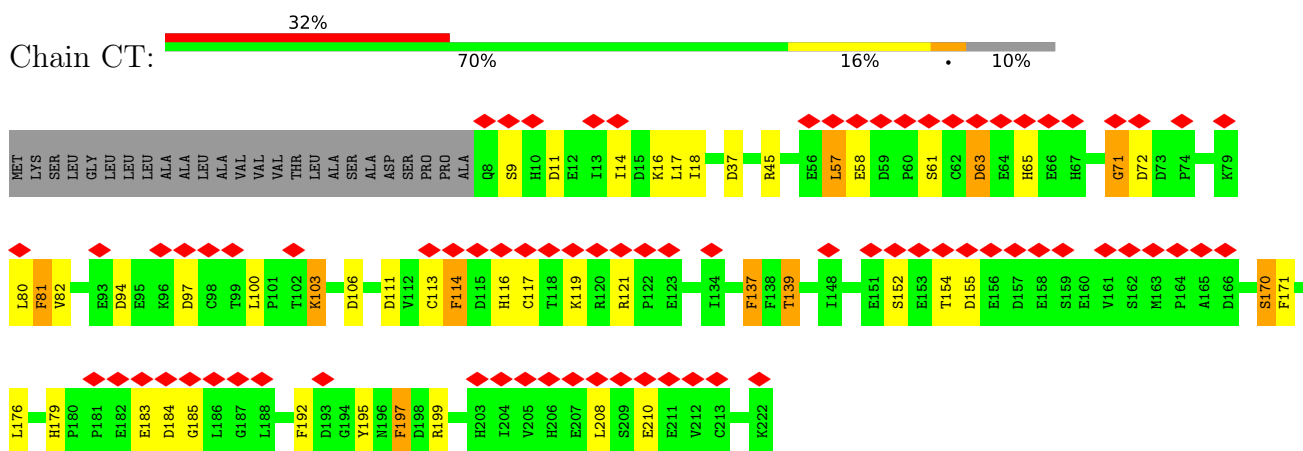 32%
Chain CT:
70% 16% • 10%
MET LYS SER LEU GLY LEU LEU LEU ALA ALA LEU ALA VAL VAL VAL THR LEU ALA SER ALA ASP SER PRO PRO ALA Q8 S9 H10 D11 E12 I13 I14 D15 K16 L17 I18 D37 R45 E56 L57 E58 D59 P60 S61 C62 D63 E64 H65 E66 H67 G71 D72 D73 P74 K79
L80 F81 V82 E93 D94 E95 K96 D97 C98 T99 L100 P101 T102 K103 D106 D111 V112 C113 F114 D115 H116 C117 T118 K119 R120 R121 P122 E123 I134 F137 F138 T139 I148 E151 S152 E153 T154 D155 E156 D157 E158 S159 E160 V161 S162 M163 P164 A165 D166 S170 F171
L176 H179 P180 P181 E182 E183 D184 G185 L186 G187 L188 F192 D193 G194 Y195 N196 F197 D198 R199 H203 I204 V205 H206 E207 L208 S209 E210 E211 V212 C213 K222